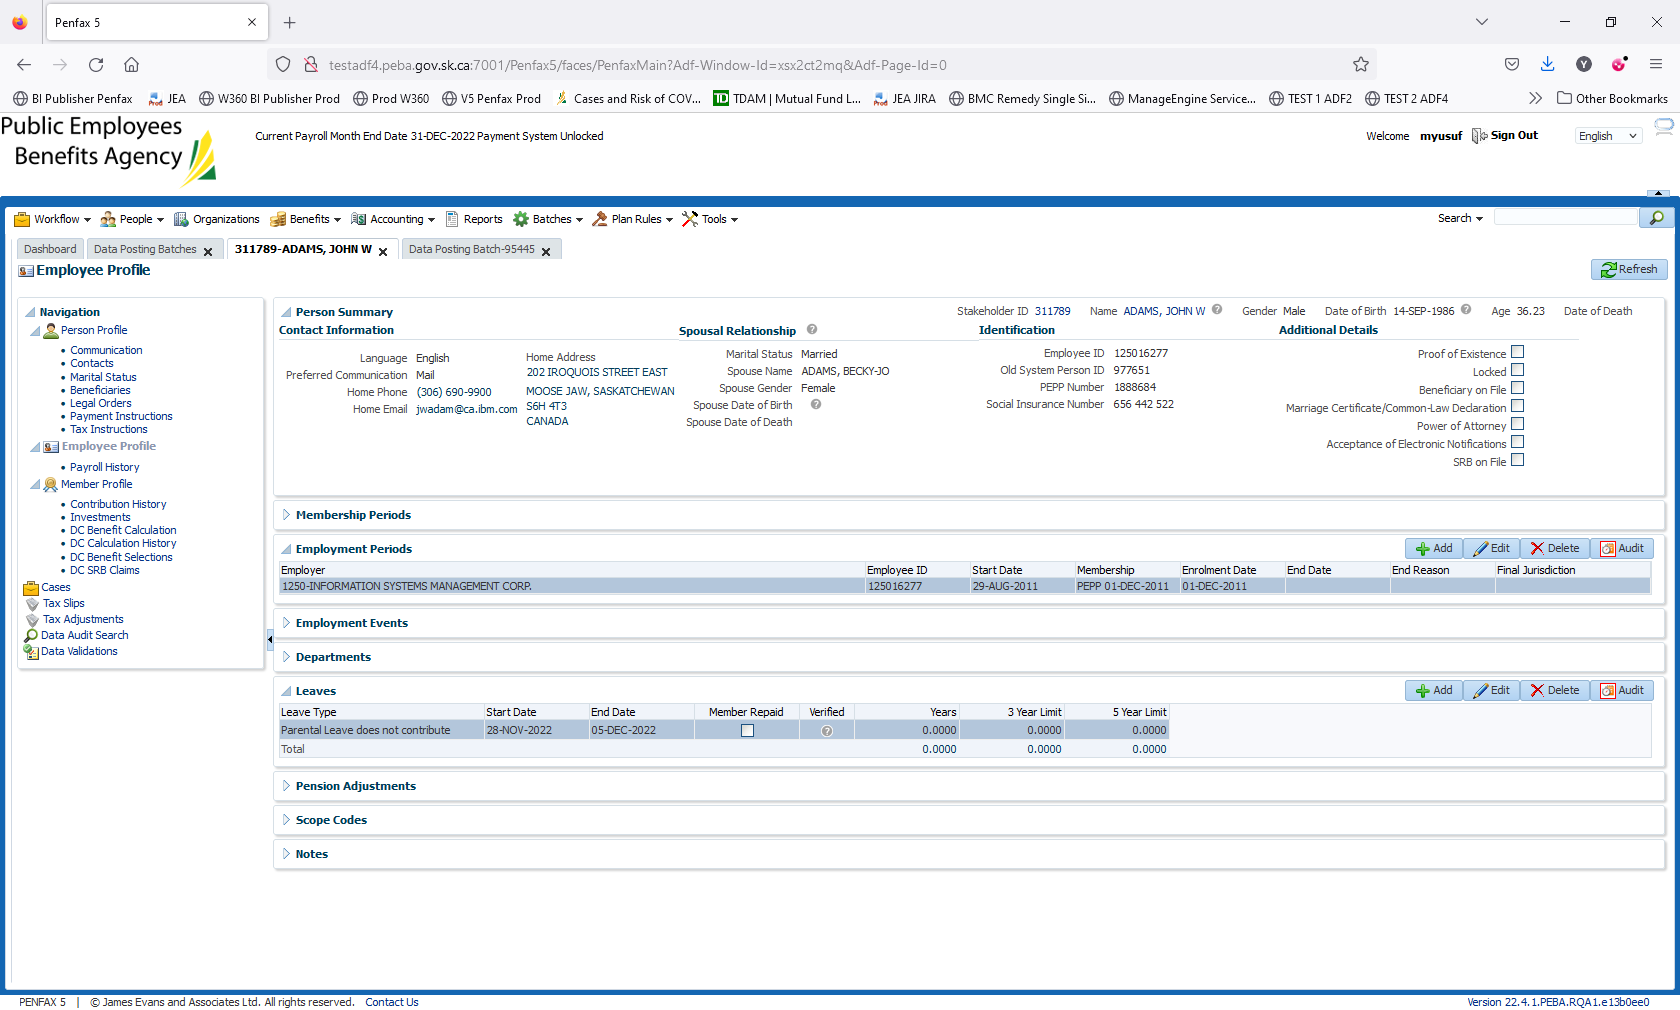 Penfax 5
testadf4.peba.gov.sk.ca:7001/Penfax5/faces/PenfaxMain?Adf-Window-Id=xsx2ct2mq&Adf-Page-Id=0
BI Publisher Penfax JEA W360 BI Publisher Prod Prod W360 V5 Penfax Prod Cases and Risk of COV... TD TDAM | Mutual Fund L... JEA JIRA BMC Remedy Single Si... ManageEngine Service... TEST 1 ADF2 TEST 2 ADF4 Other Bookmarks
Public Employees
Benefits Agency
Current Payroll Month End Date 31-DEC-2022 Payment System Unlocked
Welcome myusuf Sign Out English
Workflow People Organizations Benefits Accounting Reports Batches Plan Rules Tools Search
Dashboard Data Posting Batches 311789-ADAMS, JOHN W Data Posting Batch-95445
Employee Profile Refresh
Navigation
Person Profile
Communication
Contacts
Marital Status
Beneficiaries
Legal Orders
Payment Instructions
Tax Instructions
Employee Profile
Payroll History
Member Profile
Contribution History
Investments
DC Benefit Calculation
DC Calculation History
DC Benefit Selections
DC SRB Claims
Cases
Tax Slips
Tax Adjustments
Data Audit Search
Data Validations
Person Summary Stakeholder ID 311789 Name ADAMS, JOHN W Gender Male Date of Birth 14-SEP-1986 Age 36.23 Date of Death
Contact Information
Language English
Preferred Communication Mail
Home Phone (306) 690-9900
Home Email jwadam@ca.ibm.com
Home Address
202 IROQUOIS STREET EAST
MOOSE JAW, SASKATCHEWAN
S6H 4T3
CANADA
Spousal Relationship
Marital Status Married
Spouse Name ADAMS, BECKY-JO
Spouse Gender Female
Spouse Date of Birth
Spouse Date of Death
Identification
Employee ID 125016277
Old System Person ID 977651
PEPP Number 1888684
Social Insurance Number 656 442 522
Additional Details
Proof of Existence
Locked
Beneficiary on File
Marriage Certificate/Common-Law Declaration
Power of Attorney
Acceptance of Electronic Notifications
SRB on File
Membership Periods
Employment Periods Add Edit Delete Audit
Employer Employee ID Start Date Membership Enrolment Date End Date End Reason Final Jurisdiction
1250-INFORMATION SYSTEMS MANAGEMENT CORP. 125016277 29-AUG-2011 PEPP 01-DEC-2011 01-DEC-2011
Employment Events
Departments
Leaves Add Edit Delete Audit
Leave Type Start Date End Date Member Repaid Verified Years 3 Year Limit 5 Year Limit
Parental Leave does not contribute 28-NOV-2022 05-DEC-2022 0.0000 0.0000 0.0000
Total 0.0000 0.0000 0.0000
Pension Adjustments
Scope Codes
Notes
PENFAX 5 | © James Evans and Associates Ltd. All rights reserved. Contact Us Version 22.4.1.PEBA.RQA1.e13b0ee0